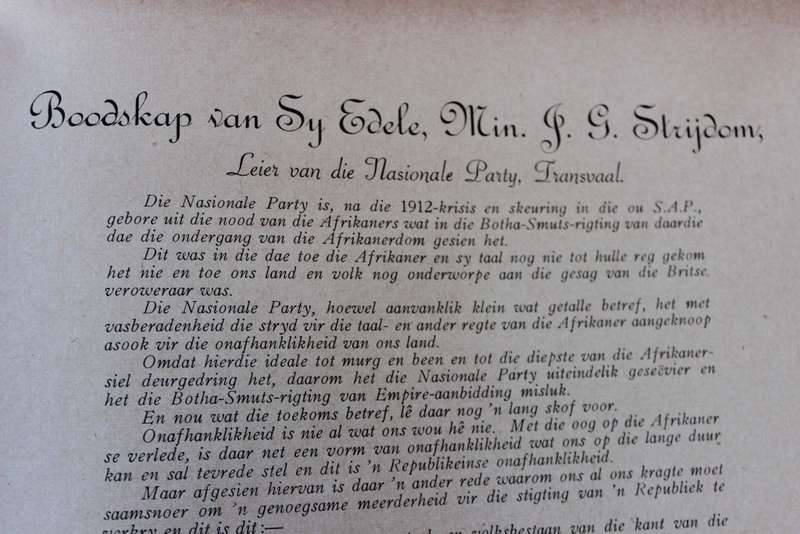 Boodskap van Sy Edele, Min. J. G. Strijdom,
Leier van die Nasionale Party, Transvaal.
Die Nasionale Party is, na die 1912-krisis en skeuring in die ou S.A.P.,
gebore uit die nood van die Afrikaners wat in die Botha-Smuts-rigting van daardie
dae die ondergang van die Afrikanerdom gesien het.
Dit was in die dae toe die Afrikaner en sy taal nog nie tot hulle reg gekom
het nie en toe ons land en volk nog onderworpe aan die gesag van die Britse
veroweraar was.
Die Nasionale Party, hoewel aanvanklik klein wat getalle betref, het met
vasberadenheid die stryd vir die taal- en ander regte van die Afrikaner aangeknoop
asook vir die onafhanklikheid van ons land.
Omdat hierdie ideale tot murg en been en tot die diepste van die Afrikaner-
siel deurgedring het, daarom het die Nasionale Party uiteindelik geseëvier en
het die Botha-Smuts-rigting van Empire-aanbidding misluk.
En nou wat die toekoms betref, lê daar nog 'n lang skof voor.
Onafhanklikheid is nie al wat ons wou hê nie. Met die oog op die Afrikaner
se verlede, is daar net een vorm van onafhanklikheid wat ons op die lange duur
kan en sal tevrede stel en dit is 'n Republikeinse onafhanklikheid.
Maar afgesien hiervan is daar 'n ander rede waarom ons al ons kragte moet
saamsnoer om 'n genoegsame meerderheid vir die stigting van 'n Republiek te
verkry en dit is dit:—
en volksbestaan van die kant van die